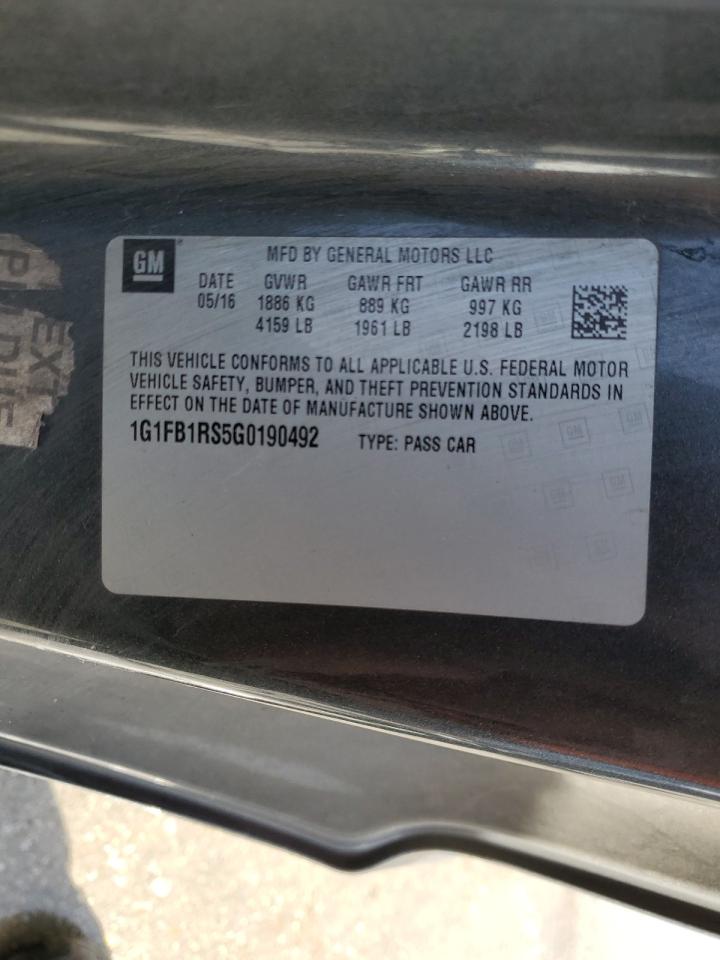 GM
MFD BY GENERAL MOTORS LLC
DATE GVWR GAWR FRT GAWR RR
05/16 1886 KG 889 KG 997 KG
4159 LB 1961 LB 2198 LB
THIS VEHICLE CONFORMS TO ALL APPLICABLE U.S. FEDERAL MOTOR
VEHICLE SAFETY, BUMPER, AND THEFT PREVENTION STANDARDS IN
EFFECT ON THE DATE OF MANUFACTURE SHOWN ABOVE.
1G1FB1RS5G0190492 TYPE: PASS CAR